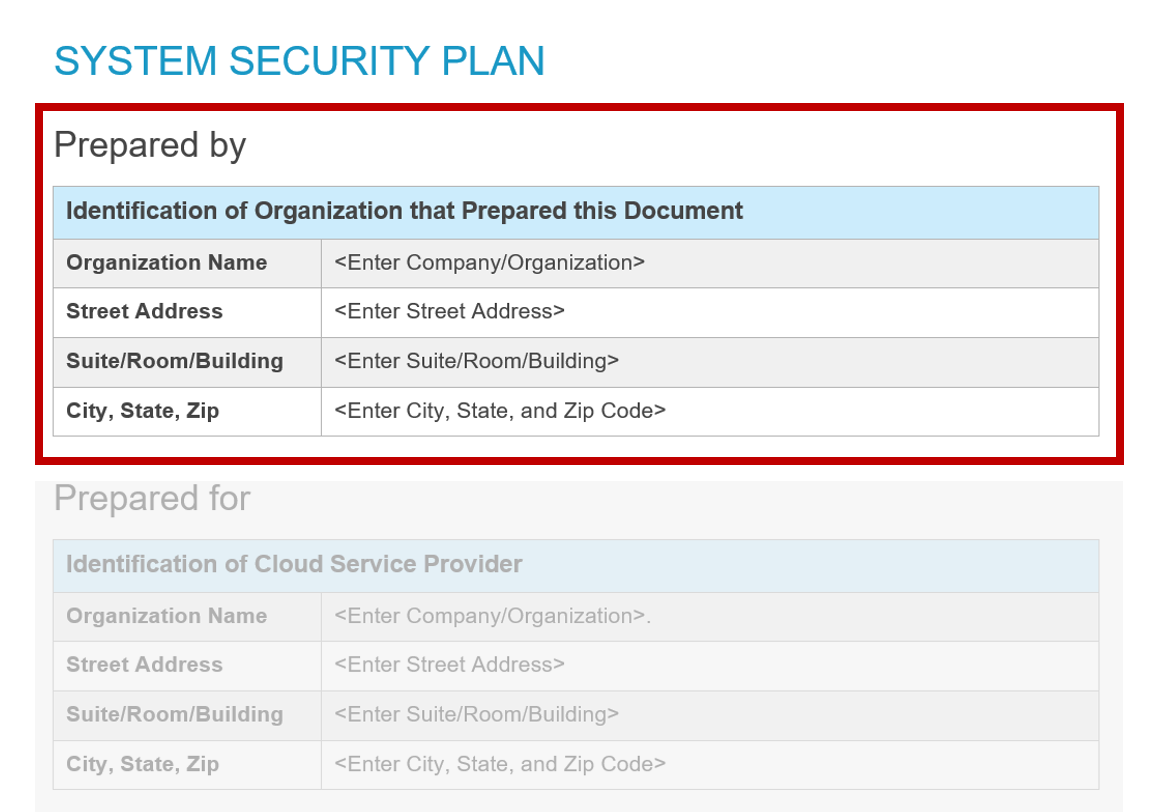 SYSTEM SECURITY PLAN
Prepared by
Identification of Organization that Prepared this Document
Organization Name <Enter Company/Organization>
Street Address <Enter Street Address>
Suite/Room/Building <Enter Suite/Room/Building>
City, State, Zip <Enter City, State, and Zip Code>
Prepared for
Identification of Cloud Service Provider
Organization Name <Enter Company/Organization>.
Street Address <Enter Street Address>
Suite/Room/Building <Enter Suite/Room/Building>
City, State, Zip <Enter City, State, and Zip Code>